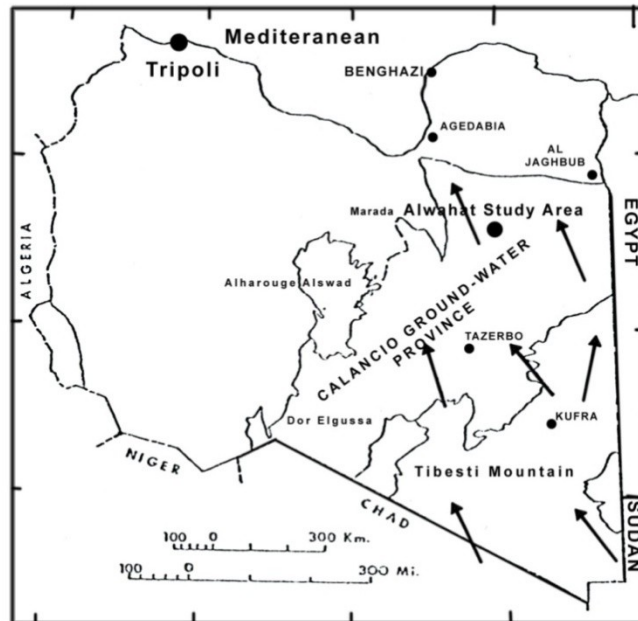 Mediteranean
Tripoli
BENGHAZI
AGEDABIA
AL
JAGHBUB
EGYPT
Marada
Alwahat Study Area
ALGERIA
Alharouge Alswad
CALANCIO GROUND-WATER
PROVINCE
TAZERBO
Dor Elgussa
KUFRA
NIGER
Tibesti Mountain
CHAD
SUDAN
100 0 300 Km.
100 0 300 Mi.